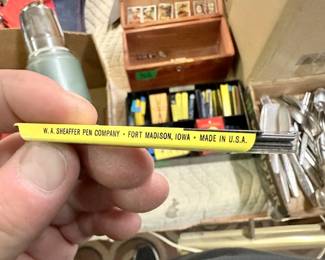 W. A. SHEAFFER PEN COMPANY • FORT MADISON, IOWA • MADE IN U.S.A.